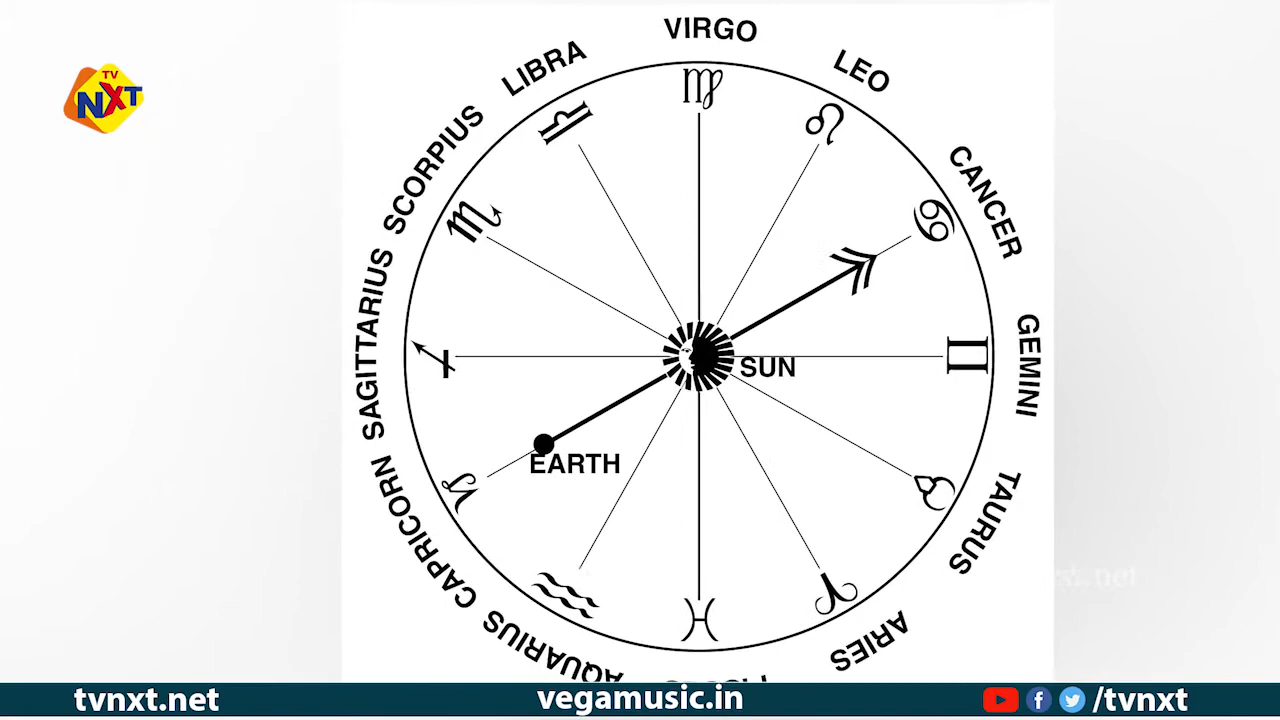 TV
NXT
VIRGO
LIBRA
LEO
SCORPIUS
CANCER
SAGITTARIUS
GEMINI
SUN
EARTH
CAPRICORN
TAURUS
AQUARIUS
ARIES
tvnxt.net
vegamusic.in
/tvnxt